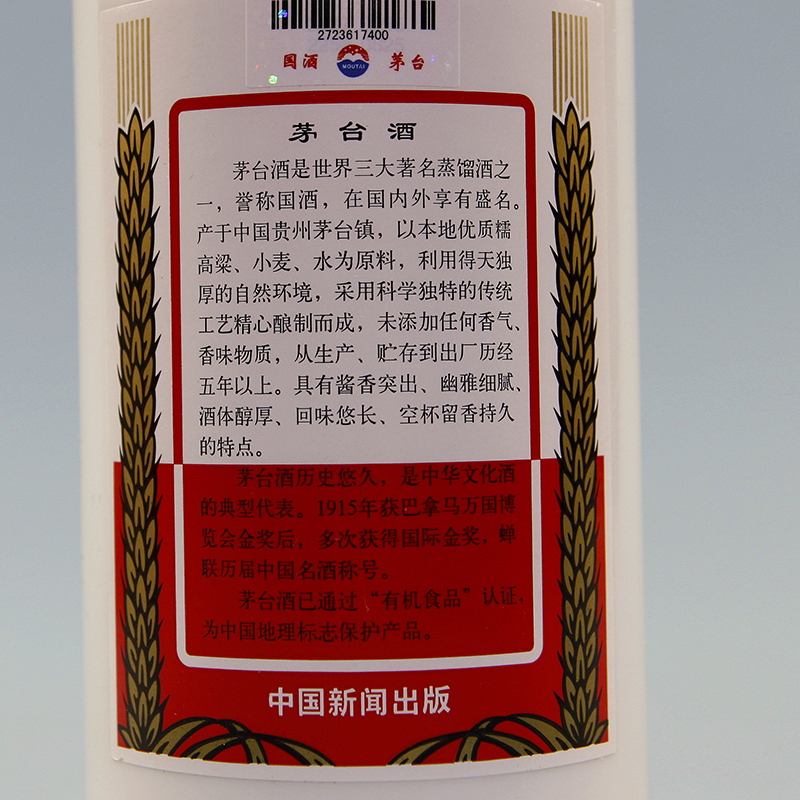 2723617400
国酒 MOUTAI 茅台
茅台酒
茅台酒是世界三大著名蒸馏酒之
一，誉称国酒，在国内外享有盛名。
产于中国贵州茅台镇，以本地优质糯
高粱、小麦、水为原料，利用得天独
厚的自然环境，采用科学独特的传统
工艺精心酿制而成，未添加任何香气、
香味物质，从生产、贮存到出厂历经
五年以上。具有酱香突出、幽雅细腻、
酒体醇厚、回味悠长、空杯留香持久
的特点。
茅台酒历史悠久，是中华文化酒
的典型代表。1915年获巴拿马万国博
览会金奖后，多次获得国际金奖，蝉
联历届中国名酒称号。
茅台酒已通过“有机食品”认证，
为中国地理标志保护产品。
中国新闻出版